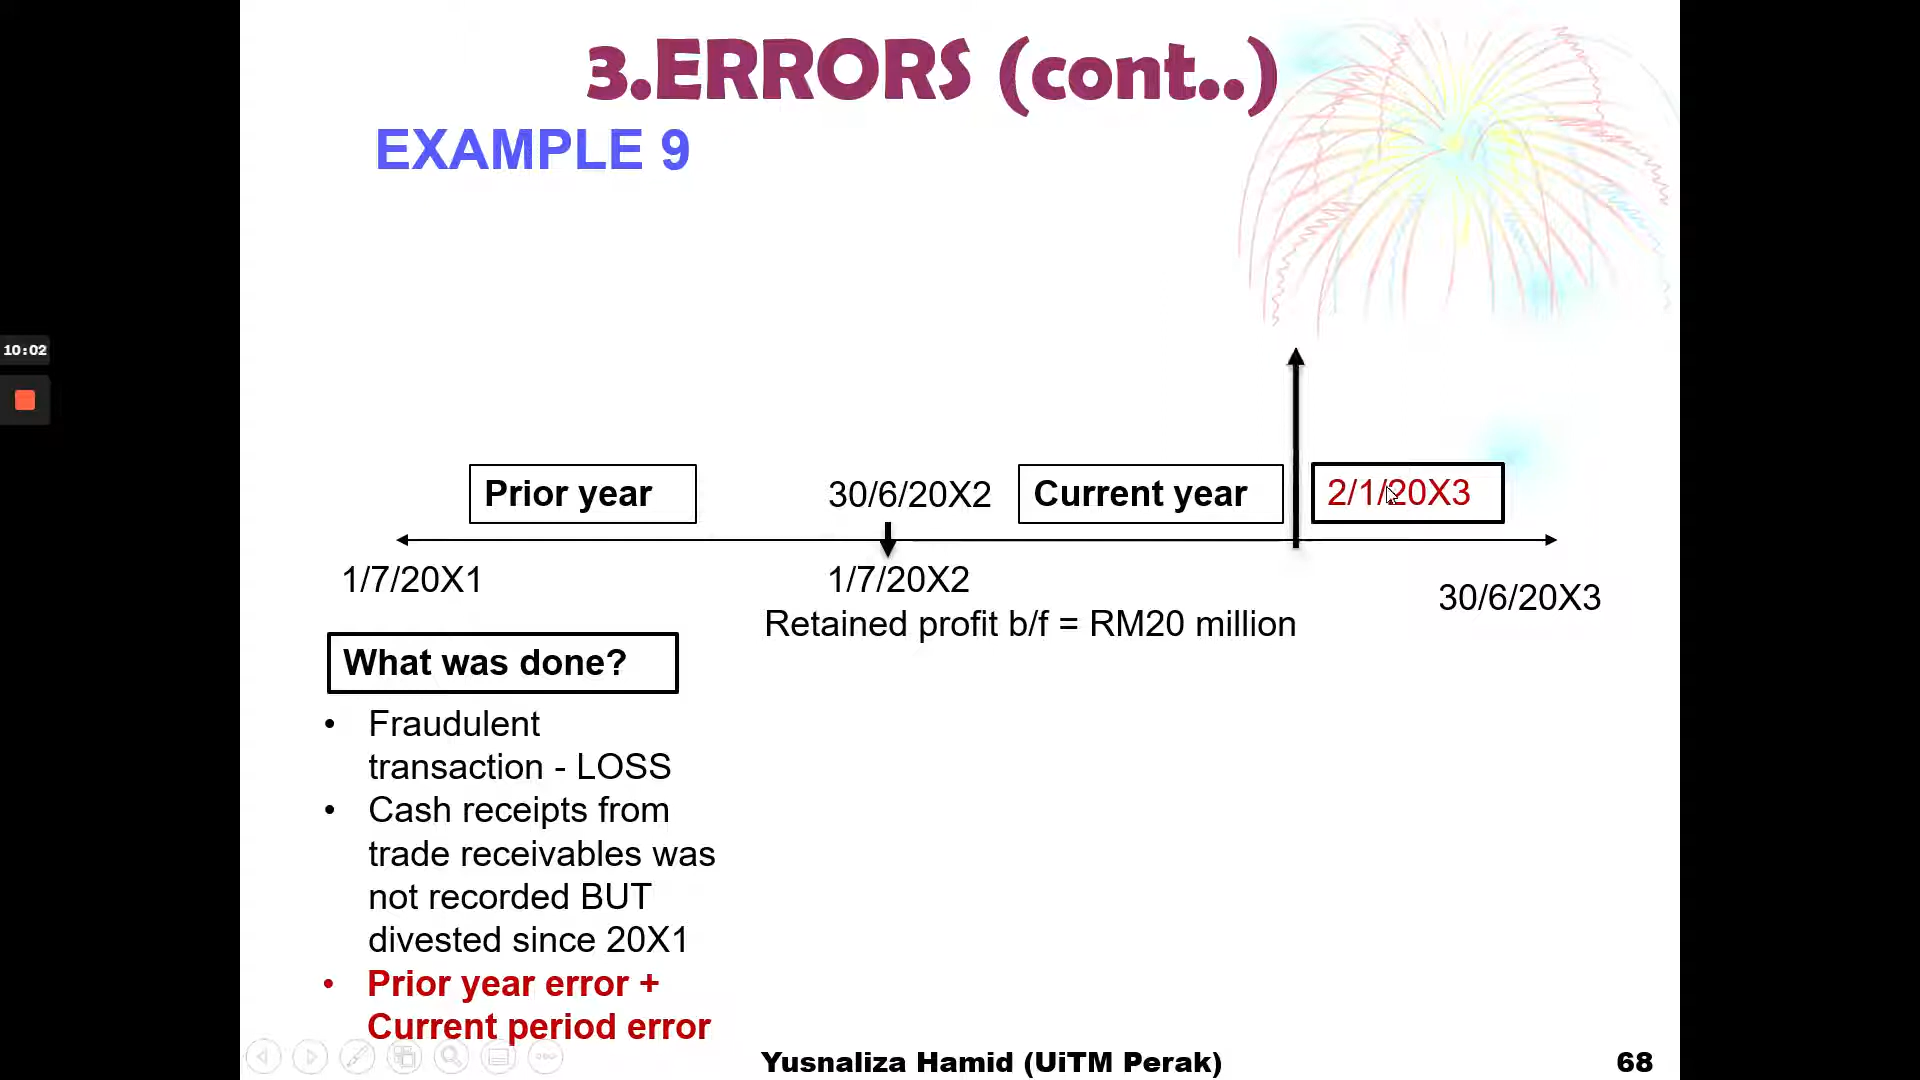 3.ERRORS (cont..)
EXAMPLE 9
10:02
Prior year
30/6/20X2
Current year
2/1/20X3
1/7/20X1
1/7/20X2
30/6/20X3
Retained profit b/f = RM20 million
What was done?
• Fraudulent
transaction - LOSS
• Cash receipts from
trade receivables was
not recorded BUT
divested since 20X1
• Prior year error +
Current period error
Yusnaliza Hamid (UiTM Perak)
68